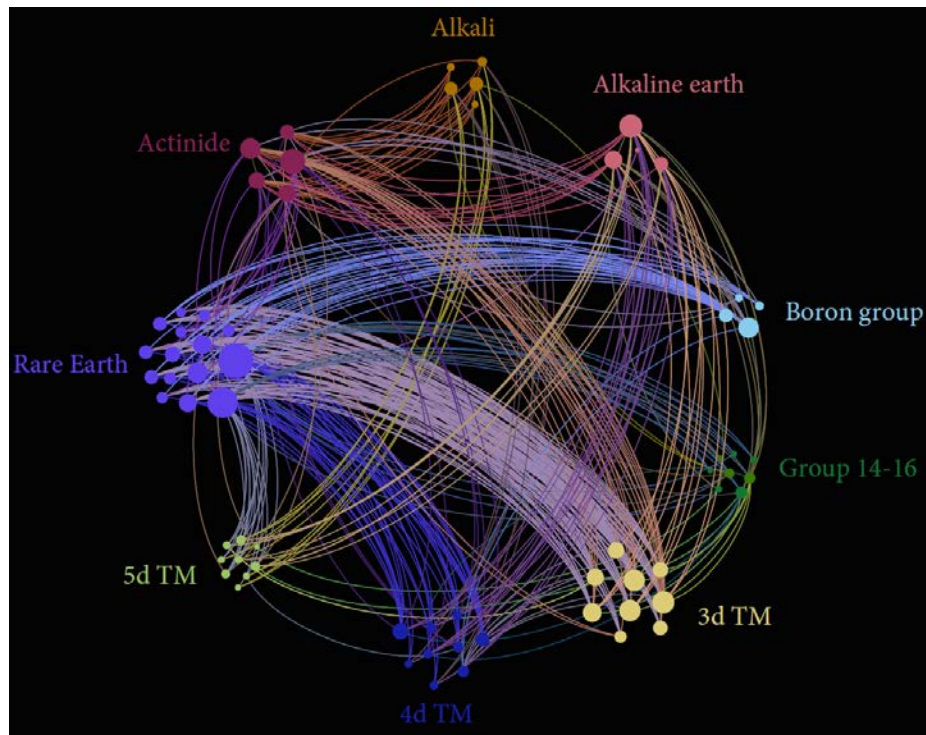 Alkali
Alkaline earth
Actinide
Boron group
Rare Earth
Group 14-16
5d TM
3d TM
4d TM